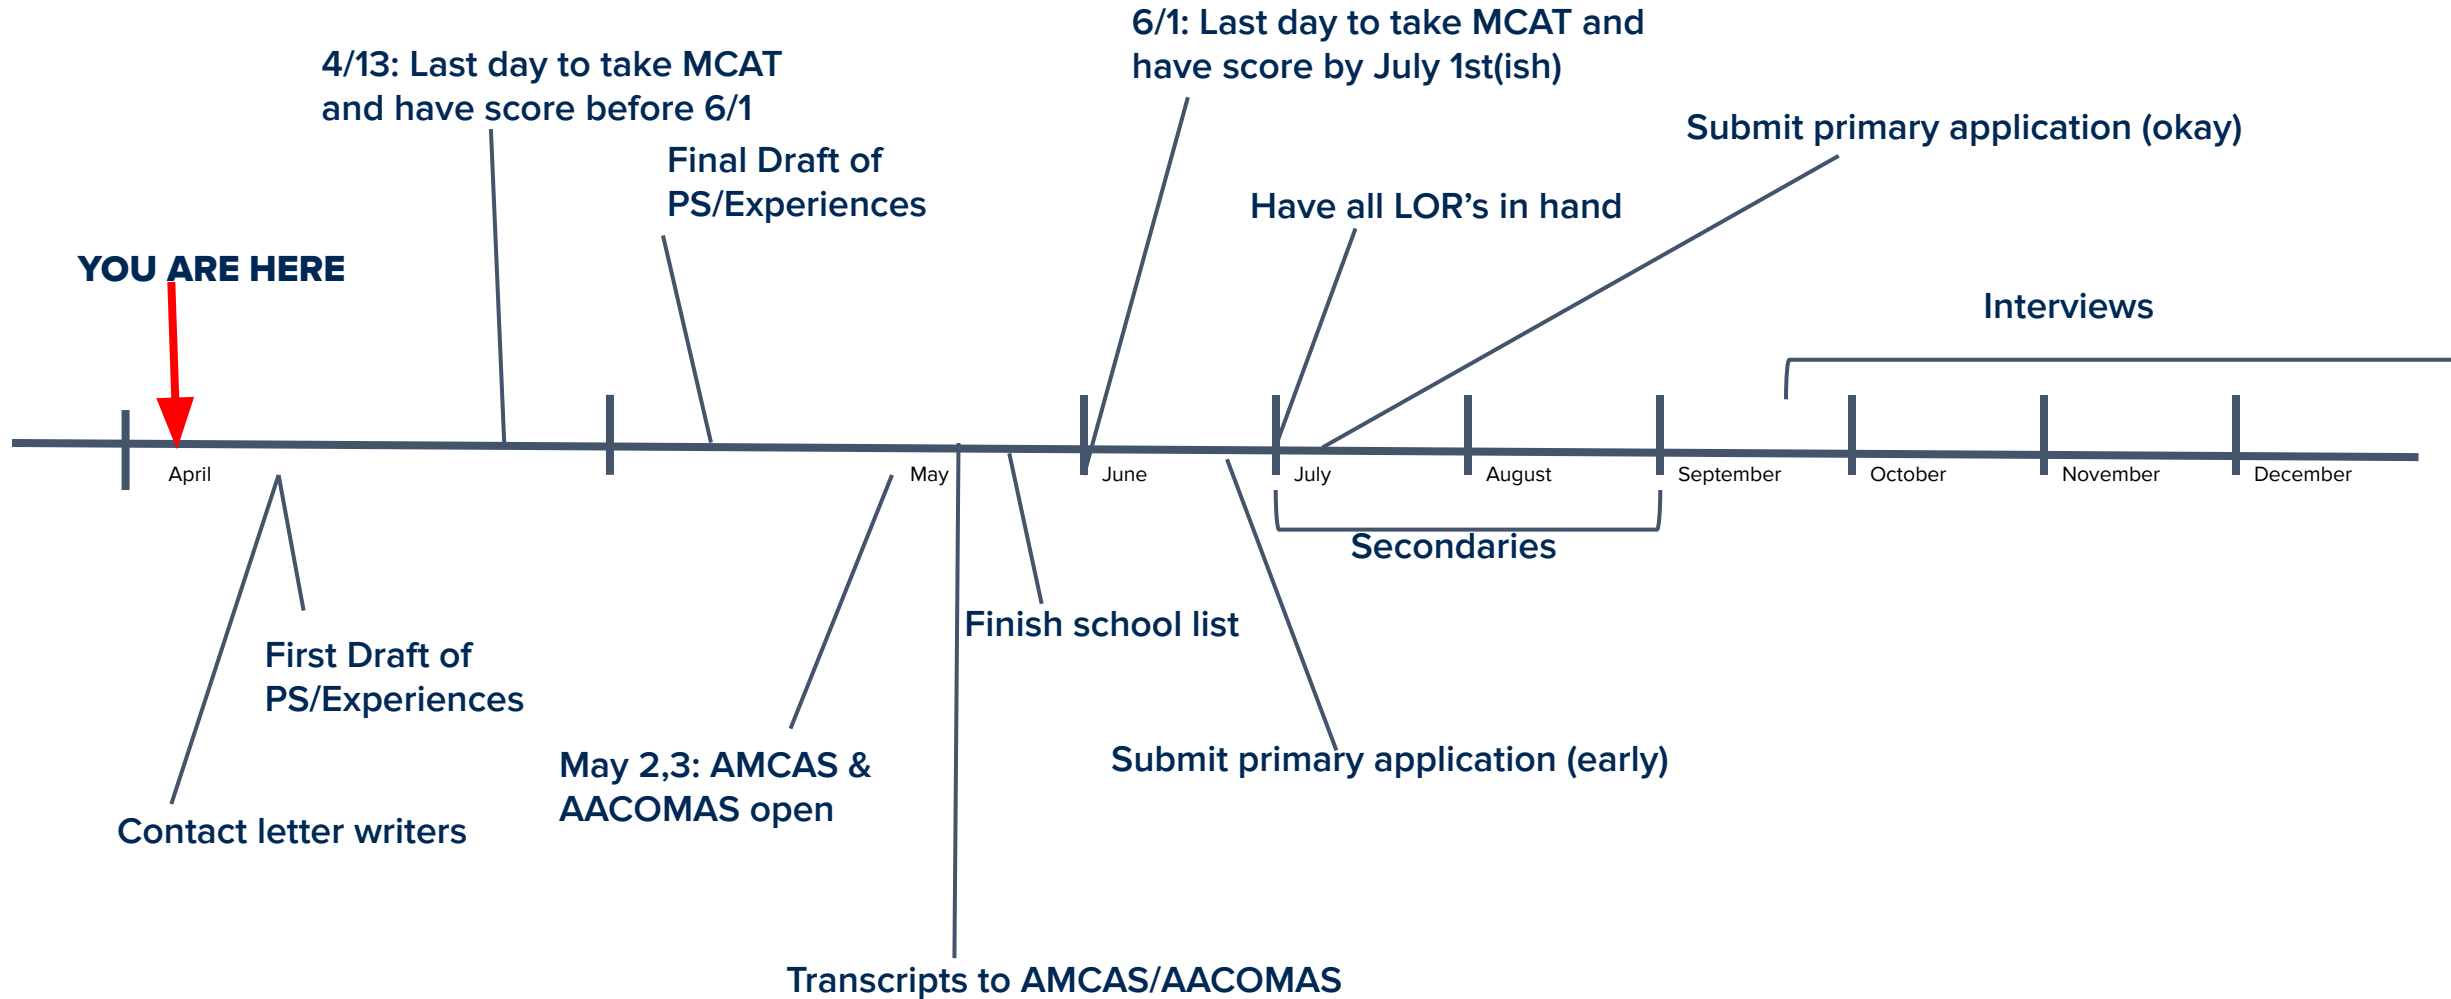 6/1: Last day to take MCAT and
have score by July 1st(ish)
4/13: Last day to take MCAT
and have score before 6/1
Submit primary application (okay)
Final Draft of
PS/Experiences
Have all LOR’s in hand
YOU ARE HERE
Interviews
April
May
June
July
August
September
October
November
December
Secondaries
Finish school list
First Draft of
PS/Experiences
May 2,3: AMCAS &
AACOMAS open
Submit primary application (early)
Contact letter writers
Transcripts to AMCAS/AACOMAS